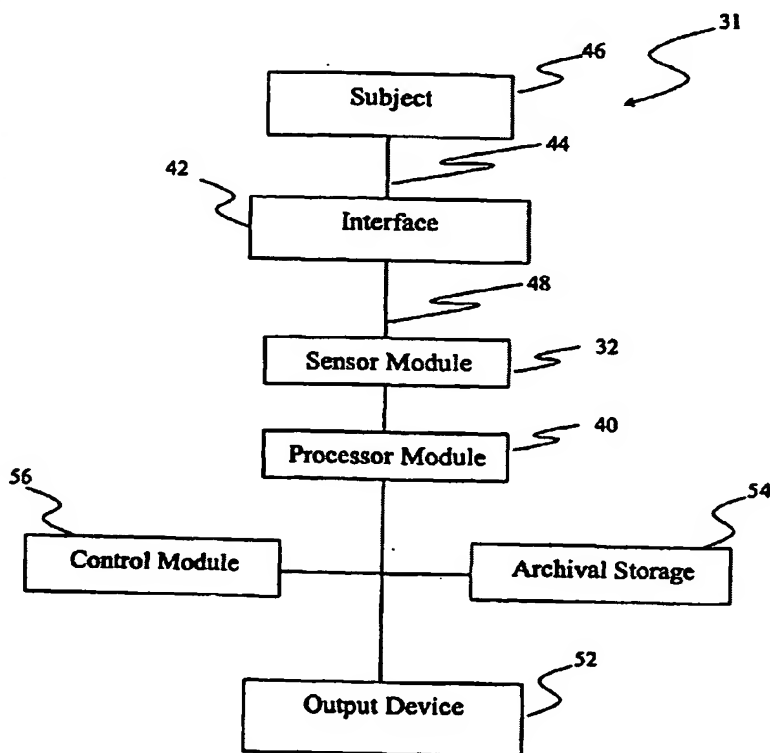 31
46
Subject
44
42
Interface
48
Sensor Module
32
Processor Module
40
56
54
Control Module
Archival Storage
52
Output Device